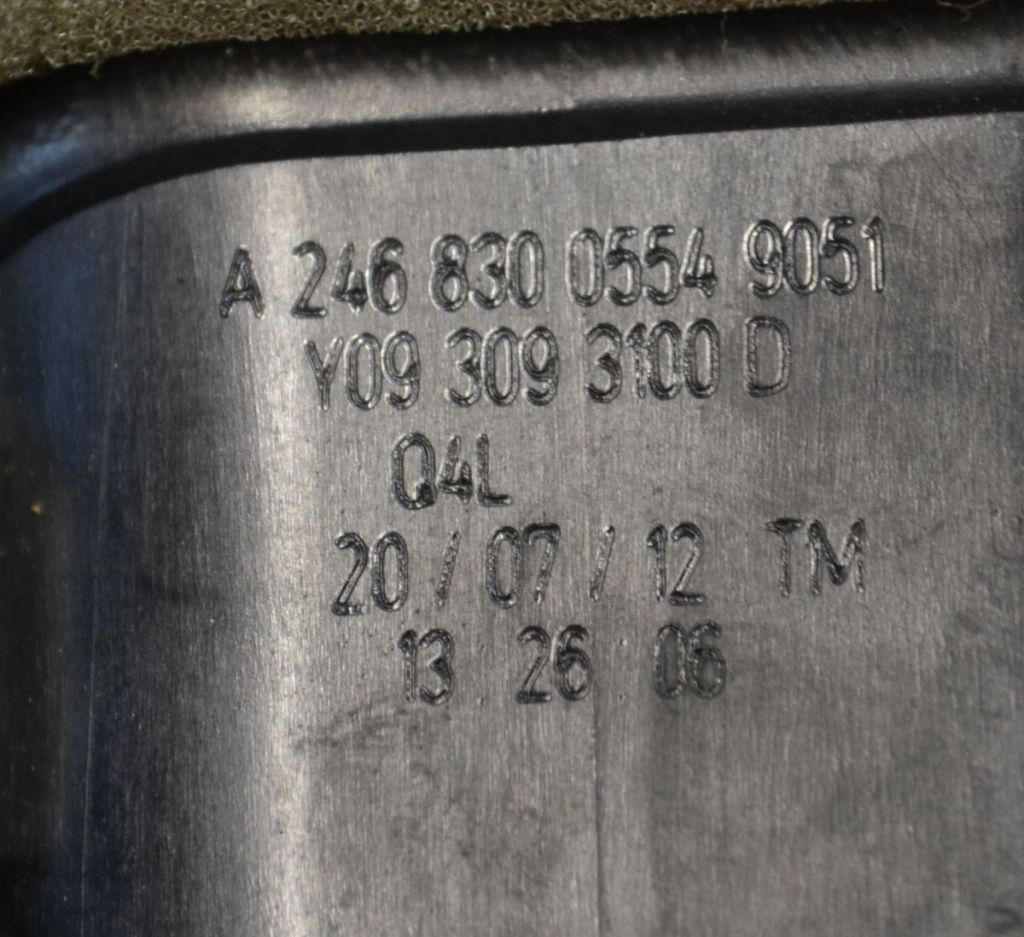 A 246 830 0554 9051
Y09 309 3100 D
Q4L
20 / 07 / 12 TM
13 26 06